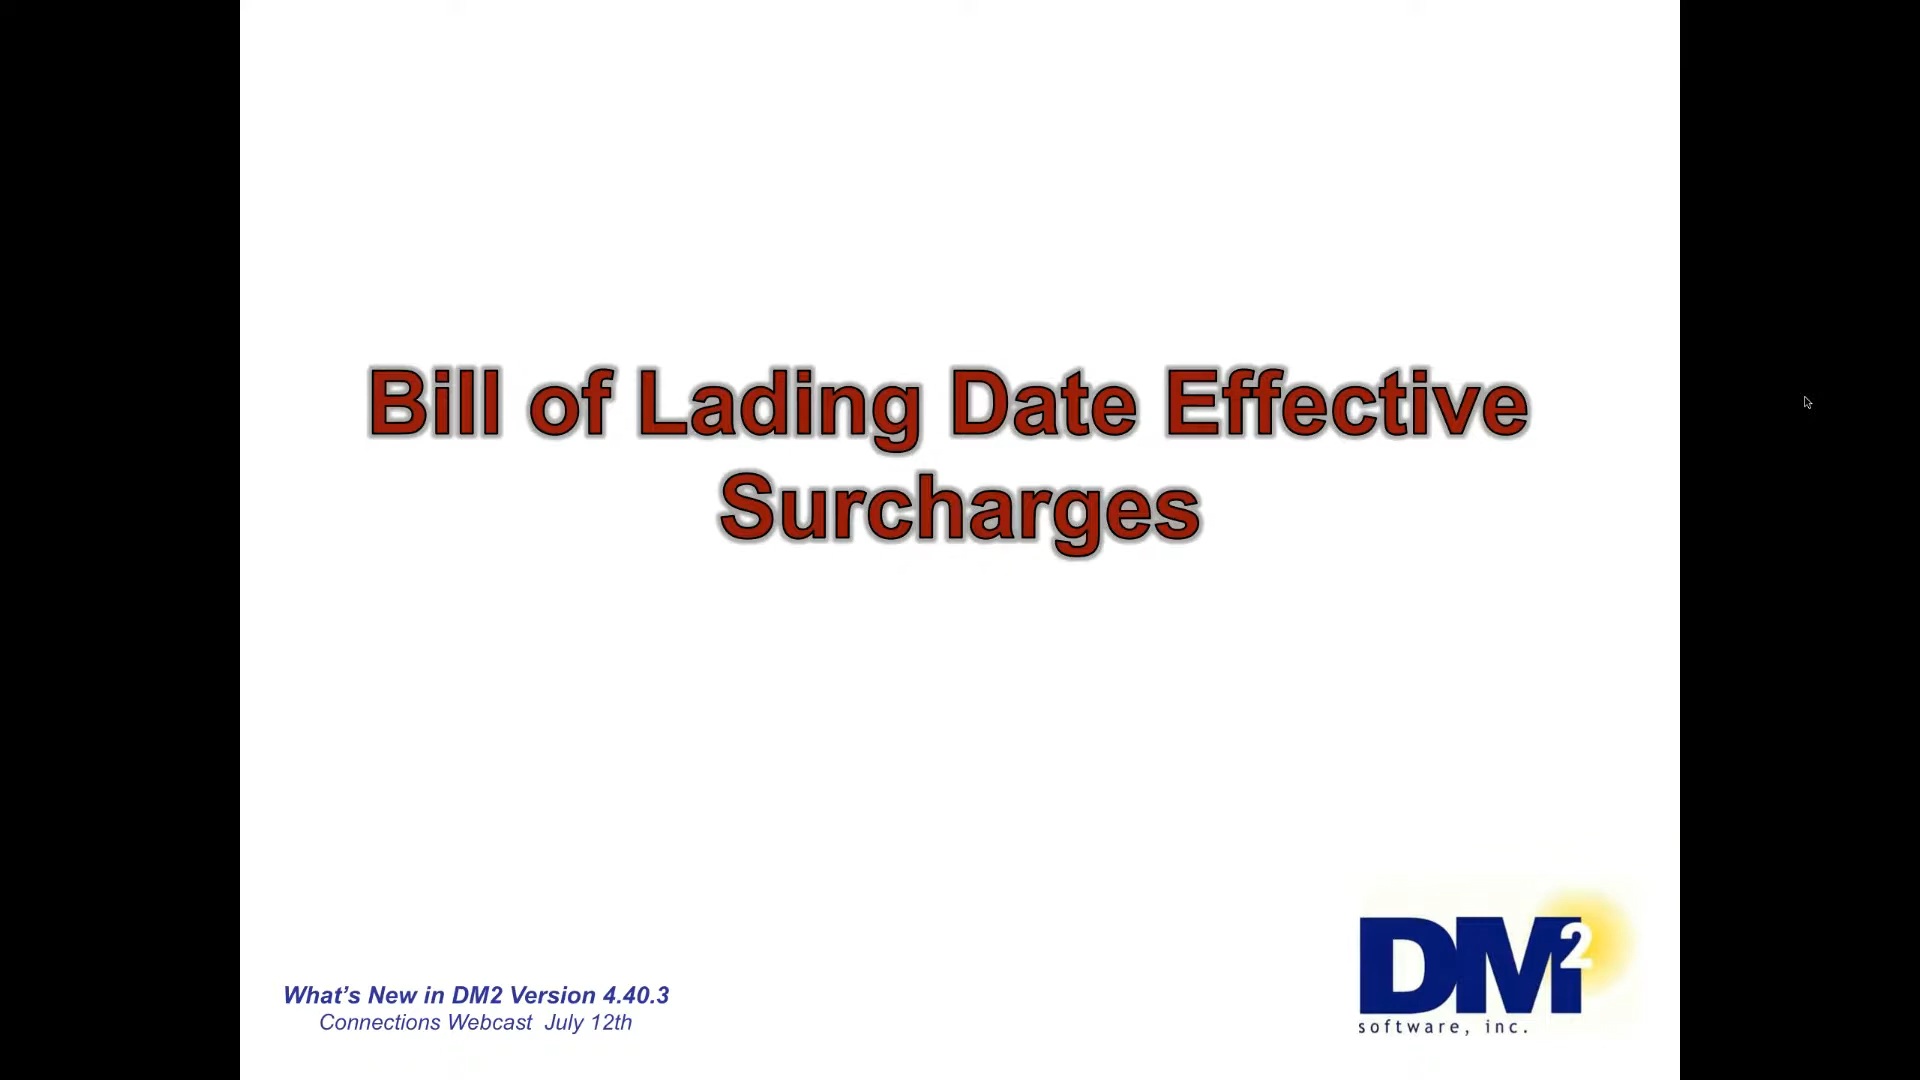 Bill of Lading Date Effective
Surcharges
What’s New in DM2 Version 4.40.3
Connections Webcast  July 12th
DM2
software, inc.